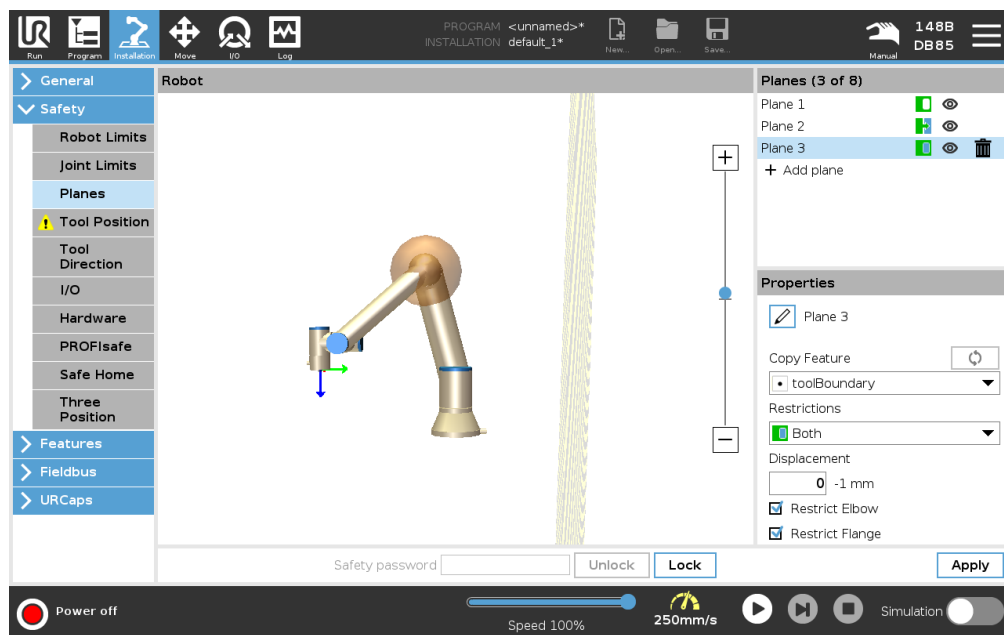 PROGRAM <unnamed>*
INSTALLATION default_1*
Run
Program
Installation
Move
I/O
Log
New...
Open...
Save...
Manual
148B
DB85
General
Safety
Robot Limits
Joint Limits
Planes
Tool Position
Tool
Direction
I/O
Hardware
PROFIsafe
Safe Home
Three
Position
Features
Fieldbus
URCaps
Robot
Planes (3 of 8)
Plane 1
Plane 2
Plane 3
+ Add plane
Properties
Plane 3
Copy Feature
toolBoundary
Restrictions
Both
Displacement
0 -1 mm
Restrict Elbow
Restrict Flange
Safety password
Unlock
Lock
Apply
Power off
Speed 100%
250mm/s
Simulation